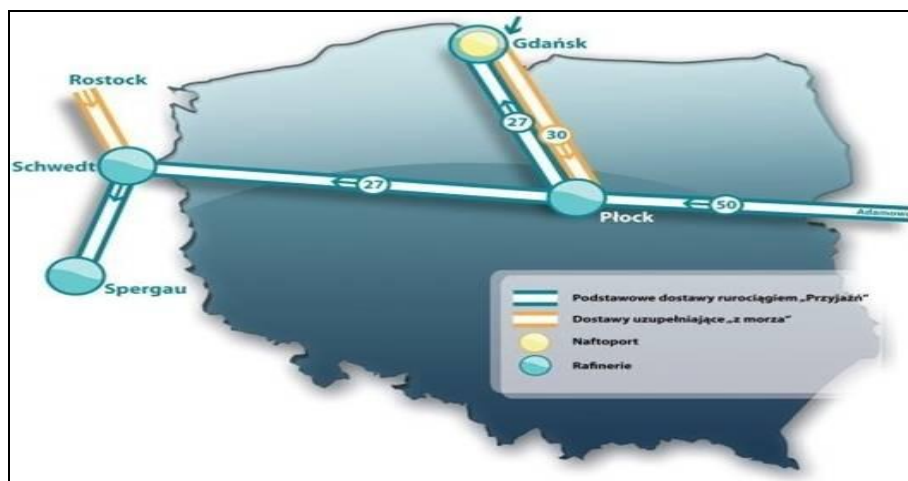 Gdańsk
Rostock
27
30
Schwedt
27
50
Płock
Adamowo
Spergau
Podstawowe dostawy rurociągiem „Przyjaźń"
Dostawy uzupełniające „z morza"
Naftoport
Rafinerie